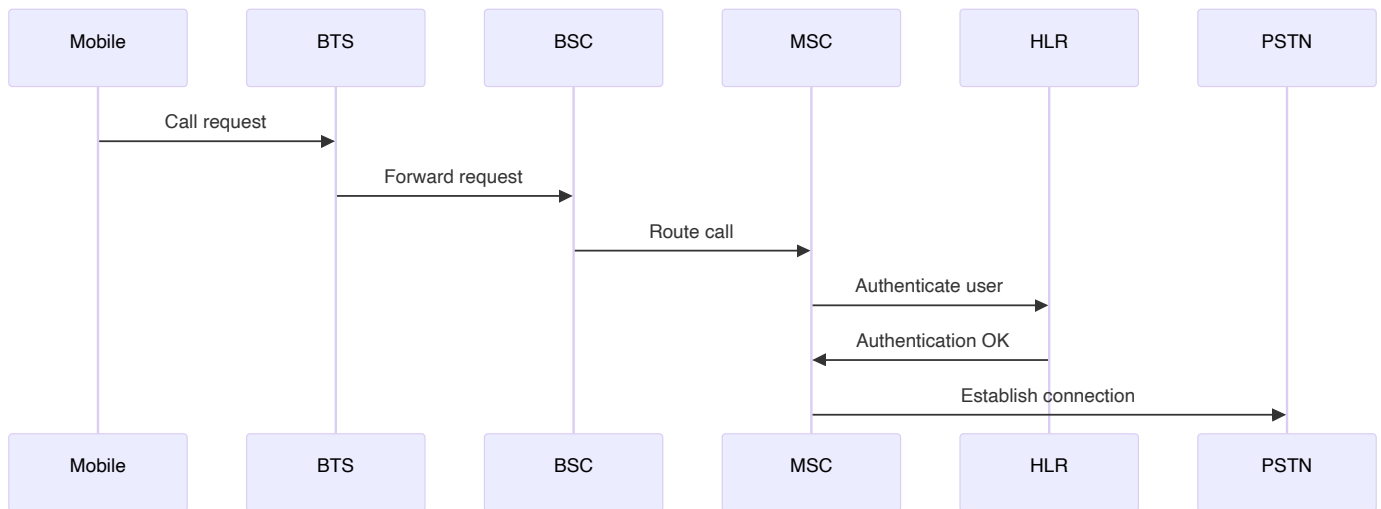 Mobile
BTS
BSC
MSC
HLR
PSTN
Call request
Forward request
Route call
Authenticate user
Authentication OK
Establish connection
Mobile
BTS
BSC
MSC
HLR
PSTN